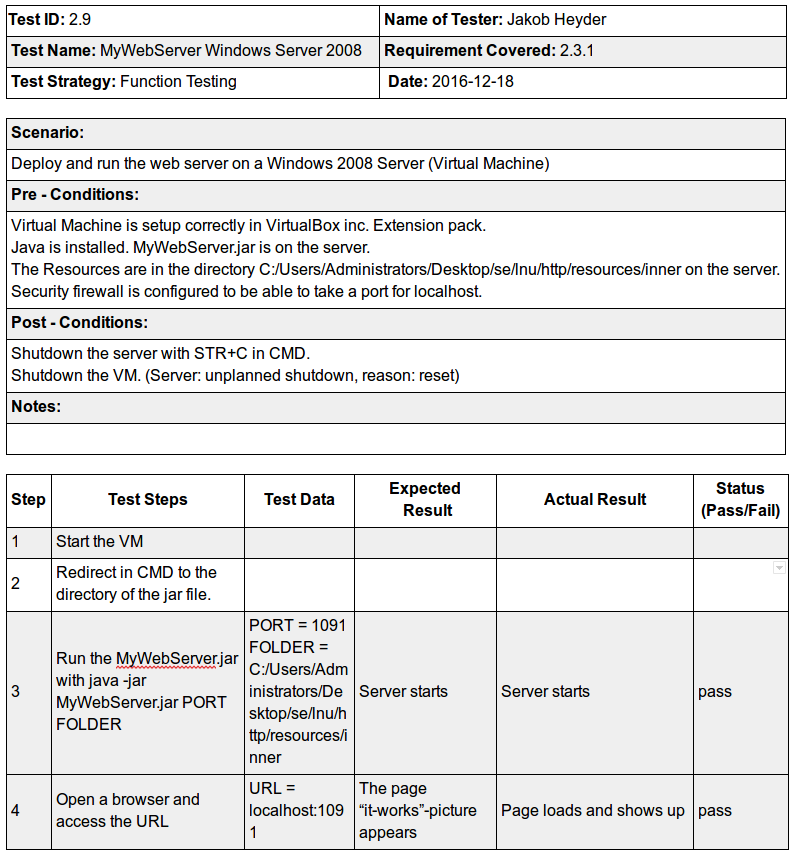 Test ID: 2.9
Name of Tester: Jakob Heyder
Test Name: MyWebServer Windows Server 2008
Requirement Covered: 2.3.1
Test Strategy: Function Testing
Date: 2016-12-18
Scenario:
Deploy and run the web server on a Windows 2008 Server (Virtual Machine)
Pre - Conditions:
Virtual Machine is setup correctly in VirtualBox inc. Extension pack.
Java is installed. MyWebServer.jar is on the server.
The Resources are in the directory C:/Users/Administrators/Desktop/se/lnu/http/resources/inner on the server.
Security firewall is configured to be able to take a port for localhost.
Post - Conditions:
Shutdown the server with STR+C in CMD.
Shutdown the VM. (Server: unplanned shutdown, reason: reset)
Notes:
Step
Test Steps
Test Data
Expected
Result
Actual Result
Status
(Pass/Fail)
1
Start the VM
2
Redirect in CMD to the
directory of the jar file.
3
Run the MyWebServer.jar
with java -jar
MyWebServer.jar PORT
FOLDER
PORT = 1091
FOLDER =
C:/Users/Adm
inistrators/De
sktop/se/lnu/h
ttp/resources/i
nner
Server starts
Server starts
pass
4
Open a browser and
access the URL
URL =
localhost:109
1
The page
“it-works”-picture
appears
Page loads and shows up
pass